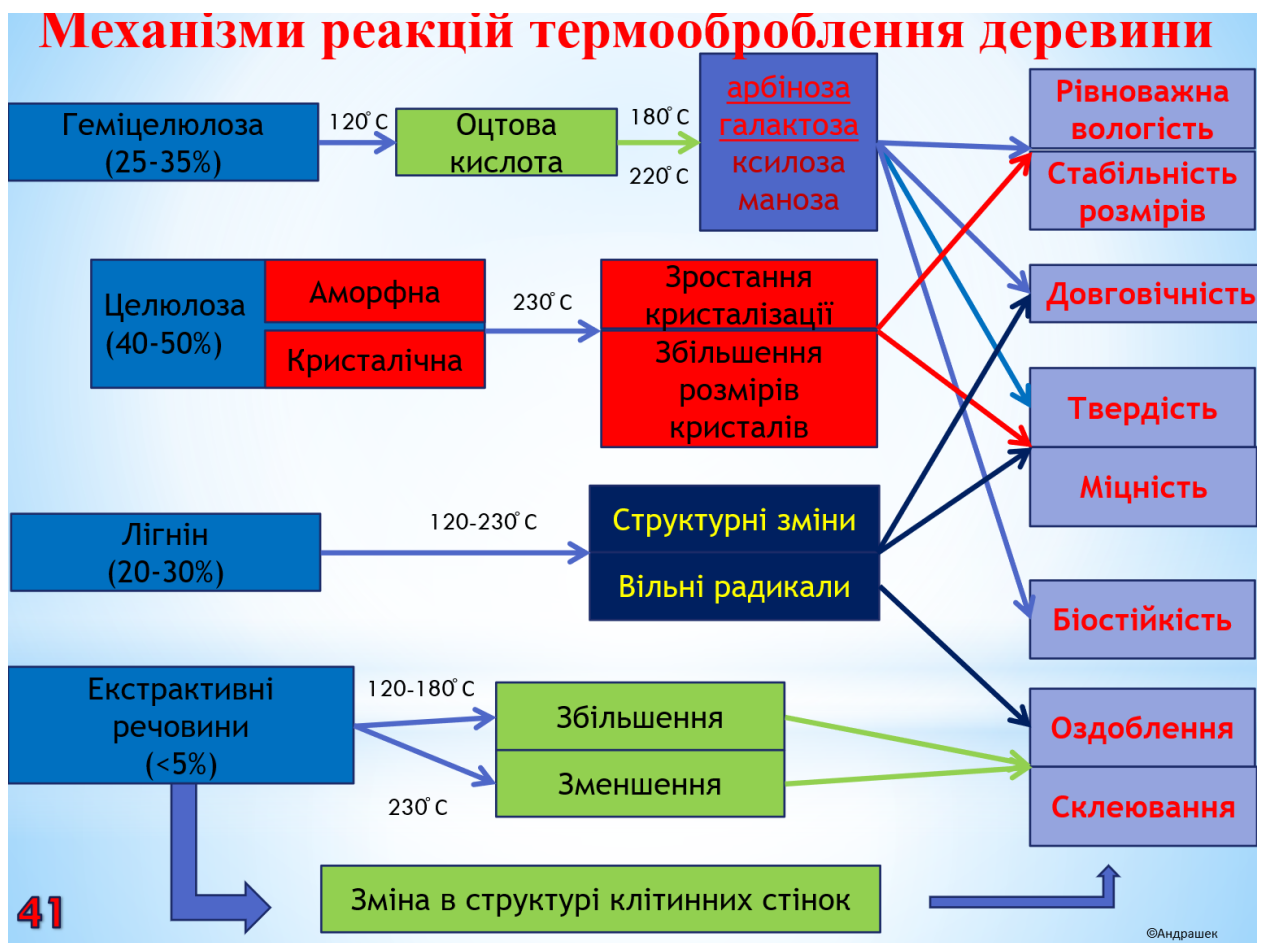 Механізми реакцій термооброблення деревини
Геміцелюлоза
(25-35%)
120°С
Оцтова
кислота
180°С
220°С
арбіноза
галактоза
ксилоза
маноза
Рівноважна
вологість
Стабільність
розмірів
Целюлоза
(40-50%)
Аморфна
Кристалічна
230°С
Зростання
кристалізації
Збільшення
розмірів
кристалів
Довговічність
Твердість
Міцність
Лігнін
(20-30%)
120-230°С
Структурні зміни
Вільні радикали
Біостійкість
Екстрактивні
речовини
(<5%)
120-180°С
230°С
Збільшення
Зменшення
Оздоблення
Склеювання
Зміна в структурі клітинних стінок
41
©Андрашек